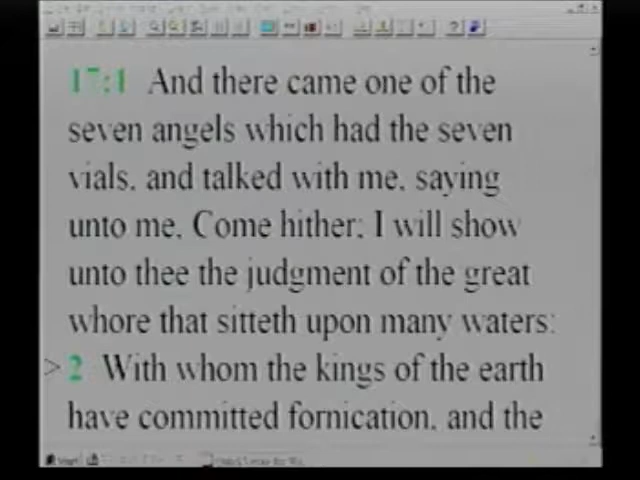 17:1 And there came one of the
seven angels which had the seven
vials, and talked with me, saying
unto me, Come hither; I will show
unto thee the judgment of the great
whore that sitteth upon many waters:
> 2 With whom the kings of the earth
have committed fornication, and the